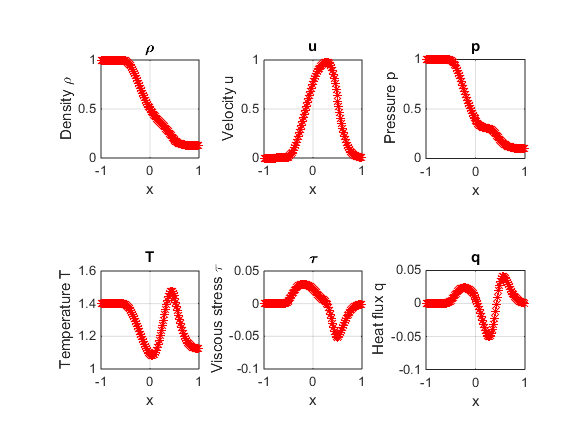 ρ
u
p
Density ρ
1
0.5
0
-1
0
1
x
Velocity u
1
0.5
0
-1
0
1
x
Pressure p
1
0.5
0
-1
0
1
x
T
τ
q
Temperature T
1.6
1.4
1.2
1
-1
0
1
x
Viscous stress τ
0.05
0
-0.05
-0.1
-1
0
1
x
Heat flux q
0.05
0
-0.05
-0.1
-1
0
1
x